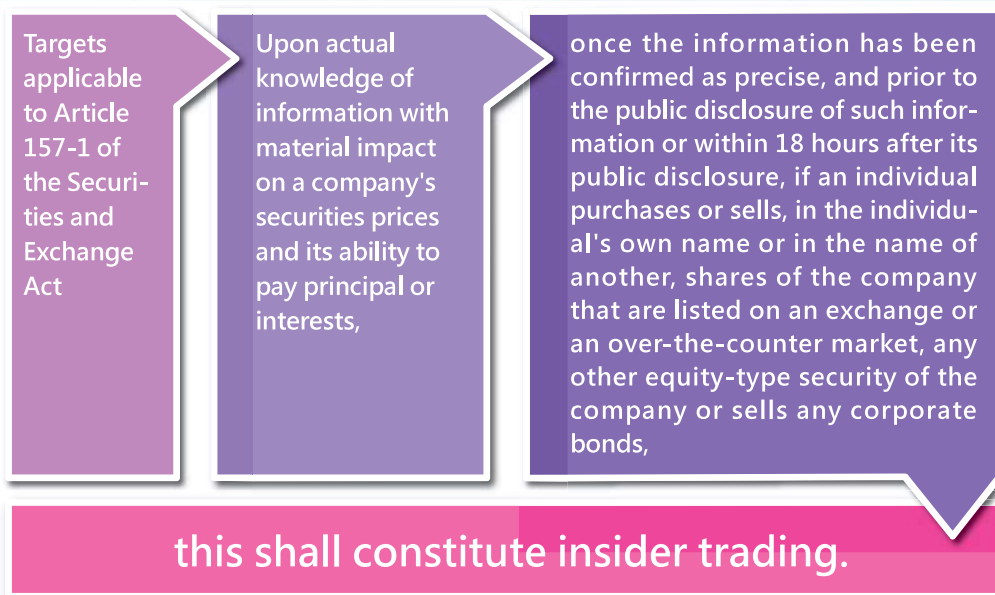 Targets
applicable
to Article
157-1 of
the Securi-
ties and
Exchange
Act
Upon actual
knowledge of
information with
material impact
on a company's
securities prices
and its ability to
pay principal or
interests,
once the information has been
confirmed as precise, and prior to
the public disclosure of such infor-
mation or within 18 hours after its
public disclosure, if an individual
purchases or sells, in the individu-
al's own name or in the name of
another, shares of the company
that are listed on an exchange or
an over-the-counter market, any
other equity-type security of the
company or sells any corporate
bonds,
this shall constitute insider trading.